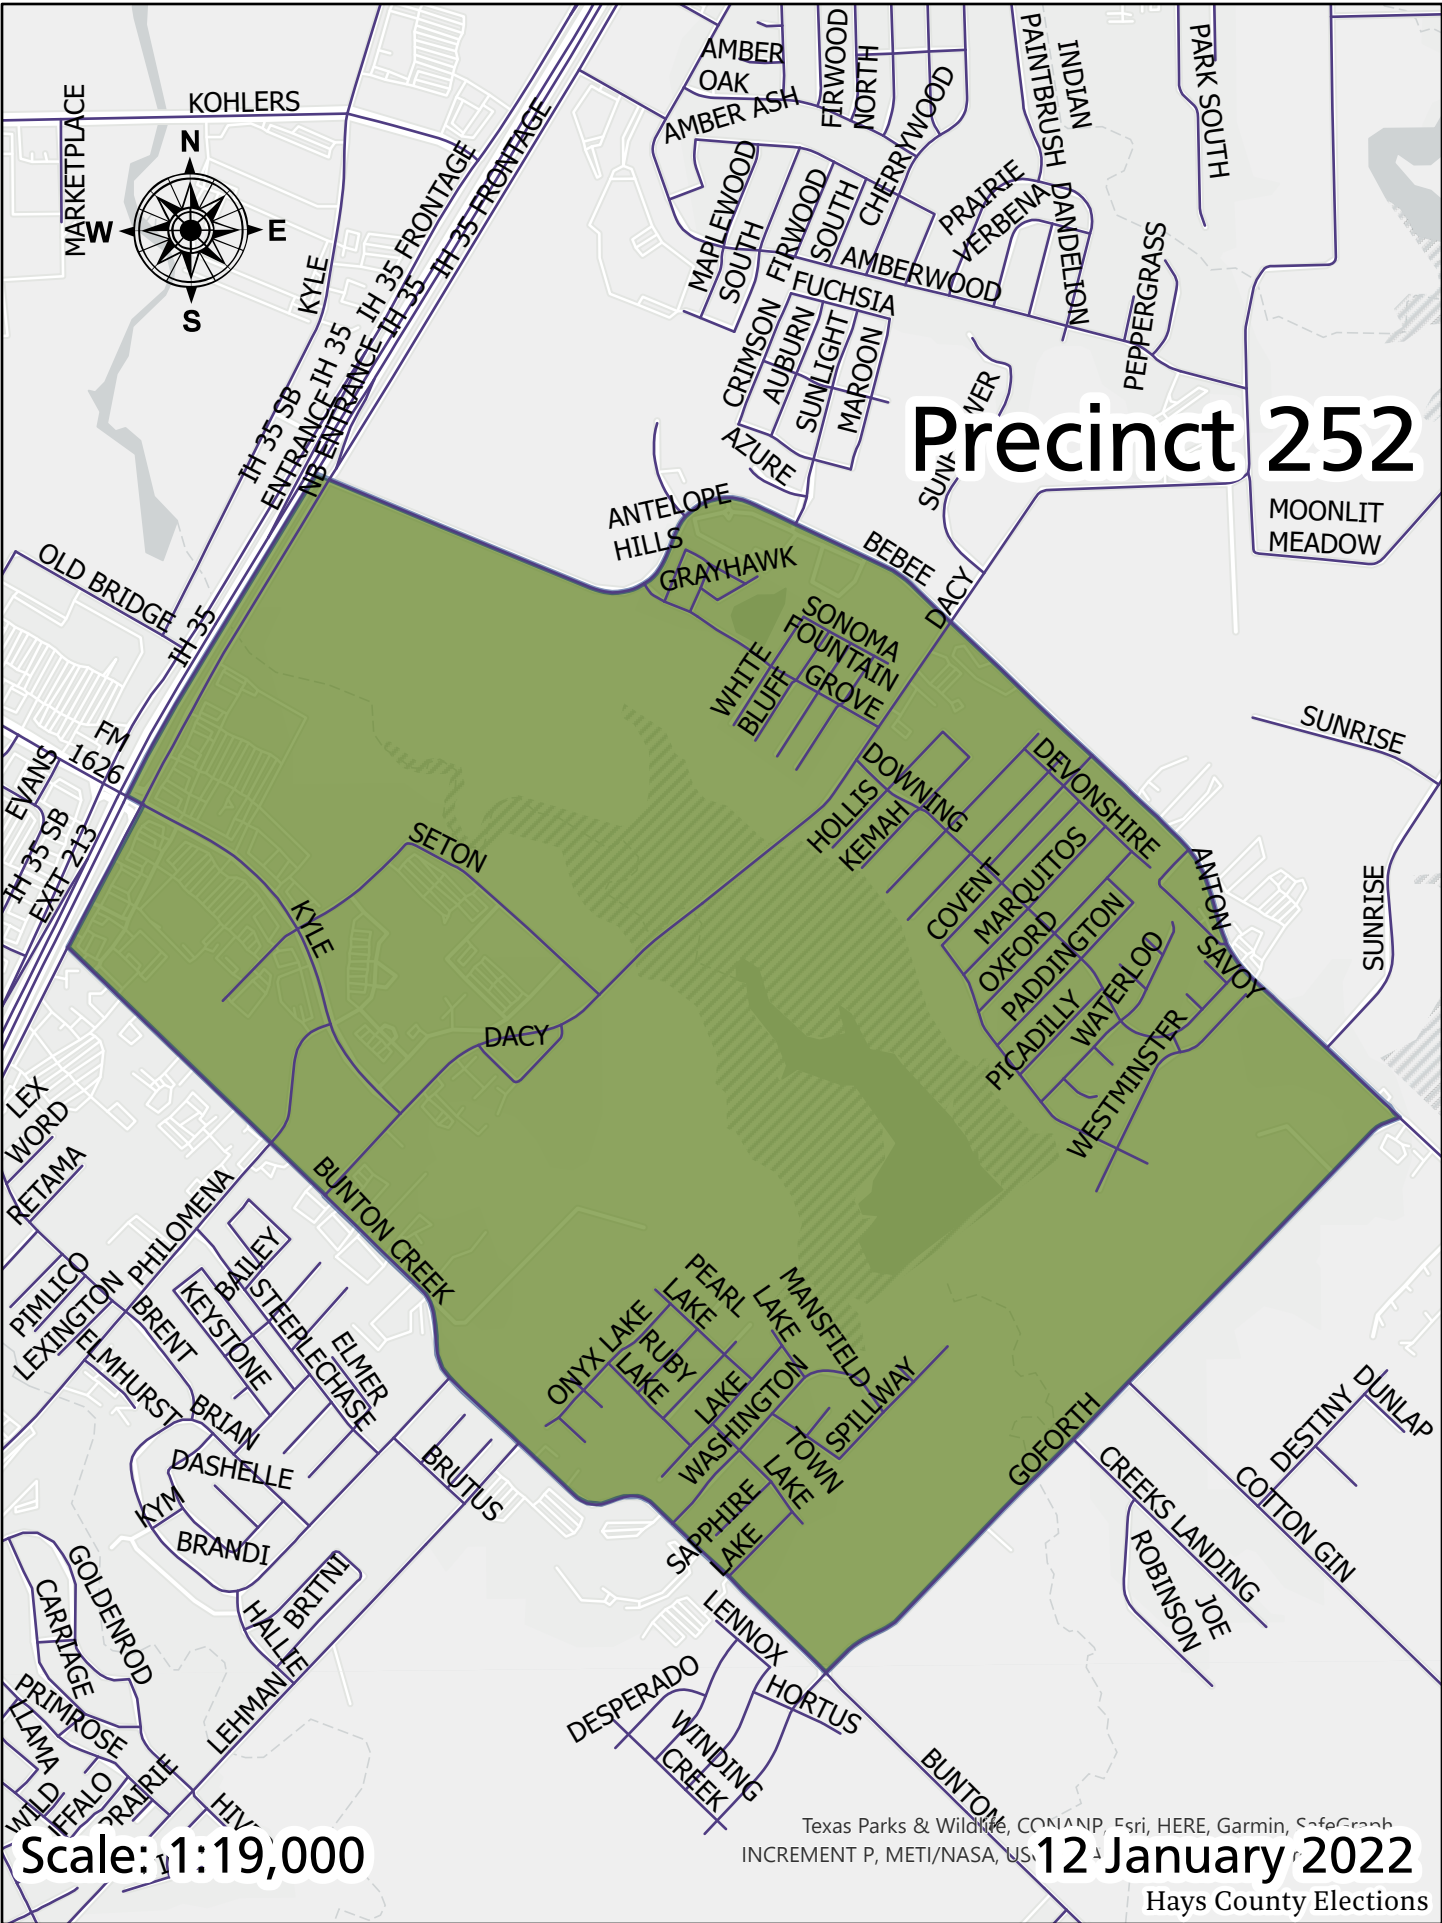 AMBER
OAK
FIRWOOD
NORTH
PAINTBRUSH
INDIAN
PARK SOUTH
KOHLERS
MARKETPLACE
AMBER ASH
CHERRYWOOD
N
W
E
S
KYLE
IH 35 FRONTAGE
IH 35 FRONTAGE
MAPLEWOOD
SOUTH
FIRWOOD
SOUTH
PRAIRIE
VERBENA
DANDELION
PEPPERGRASS
AMBERWOOD
FUCHSIA
CRIMSON
AUBURN
SUNLIGHT
MAROON
AZURE
IH 35 SB
ENTRANCE-IH 35
NB ENTRANCE IH 35
Precinct 252
ANTELOPE
HILLS
GRAYHAWK
BEBEE
DACY
MOONLIT
MEADOW
OLD BRIDGE
IH 35
SONOMA
FOUNTAIN
GROVE
WHITE
BLUFF
FM
1626
EVANS
IH 35 SB
EXIT 213
SUNRISE
SUNRISE
DOWNING
HOLLIS
KEMAH
DEVONSHIRE
SETON
KYLE
COVENT
MARQUITOS
OXFORD
PADDINGTON
ANTON
SAVOY
WATERLOO
PICADILLY
WESTMINSTER
DACY
LEX
WORD
RETAMA
PHILOMENA
BUNTON CREEK
BAILEY
PIMLICO
LEXINGTON
BRENT
KEYSTONE
STEEPLECHASE
ELMER
ELMHURST
BRIAN
DASHELLE
KYM
BRANDI
BRUTUS
PEARL
LAKE
MANSFIELD
LAKE
ONYX LAKE
RUBY
LAKE
LAKE
WASHINGTON
SPILLWAY
TOWN
LAKE
SAPPHIRE
LAKE
GOFORTH
DESTINY
DUNLAP
CREEKS LANDING
COTTON GIN
JOE
ROBINSON
GOLDENROD
CARRIAGE
BRITNI
HALLIE
LEHMAN
PRIMROSE
LLAMA
WILD
PRAIRIE
LENNOX
DESPERADO
HORTUS
WINDING
CREEK
BUNTON
Texas Parks & Wildlife, CONANP, Esri, HERE, Garmin, SafeGraph,
INCREMENT P, METI/NASA,
Scale: 1:19,000
12 January 2022
Hays County Elections